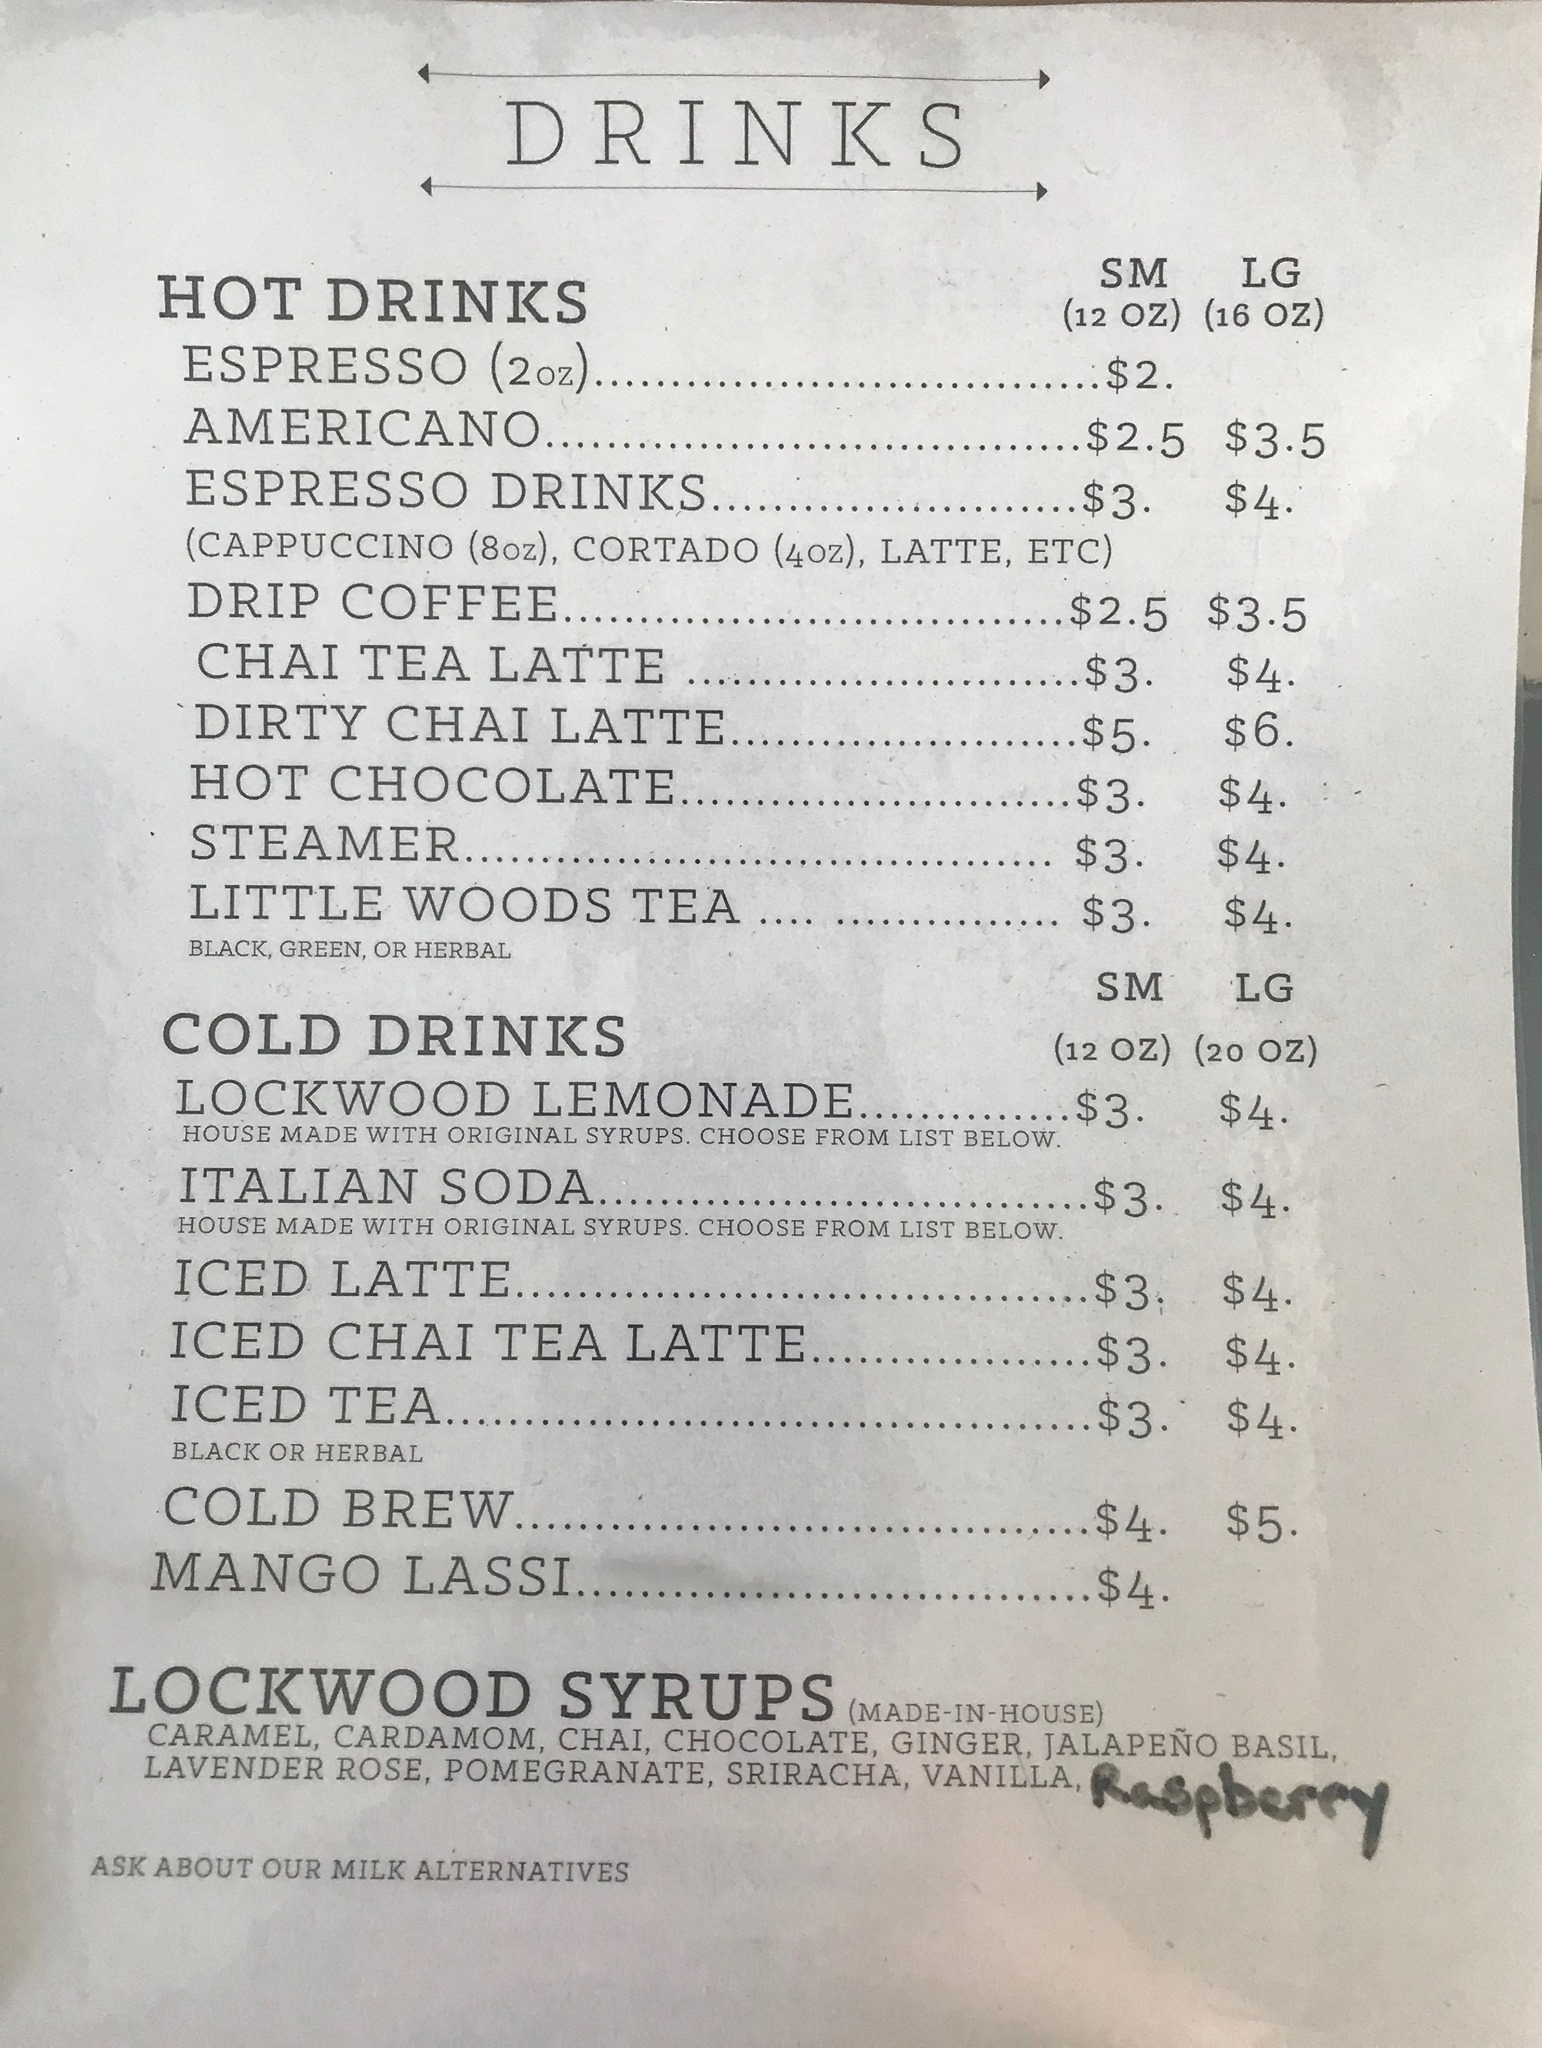 DRINKS
HOT DRINKS SM LG
(12 OZ) (16 OZ)
ESPRESSO (2oz)..................................$2.
AMERICANO...................................$2.5 $3.5
ESPRESSO DRINKS........................$3. $4.
(CAPPUCCINO (8oz), CORTADO (4oz), LATTE, ETC)
DRIP COFFEE.................................$2.5 $3.5
CHAI TEA LATTE ..........................$3. $4.
DIRTY CHAI LATTE.......................$5. $6.
HOT CHOCOLATE..........................$3. $4.
STEAMER....................................... $3. $4.
LITTLE WOODS TEA .... ............... $3. $4.
BLACK, GREEN, OR HERBAL
SM LG
COLD DRINKS (12 OZ) (20 OZ)
LOCKWOOD LEMONADE..............$3. $4.
HOUSE MADE WITH ORIGINAL SYRUPS. CHOOSE FROM LIST BELOW.
ITALIAN SODA................................$3. $4.
HOUSE MADE WITH ORIGINAL SYRUPS. CHOOSE FROM LIST BELOW.
ICED LATTE......................................$3. $4.
ICED CHAI TEA LATTE...................$3. $4.
ICED TEA...........................................$3. $4.
BLACK OR HERBAL
COLD BREW......................................$4. $5.
MANGO LASSI..................................$4.
LOCKWOOD SYRUPS (MADE-IN-HOUSE)
CARAMEL, CARDAMOM, CHAI, CHOCOLATE, GINGER, JALAPEÑO BASIL,
LAVENDER ROSE, POMEGRANATE, SRIRACHA, VANILLA, Raspberry
ASK ABOUT OUR MILK ALTERNATIVES